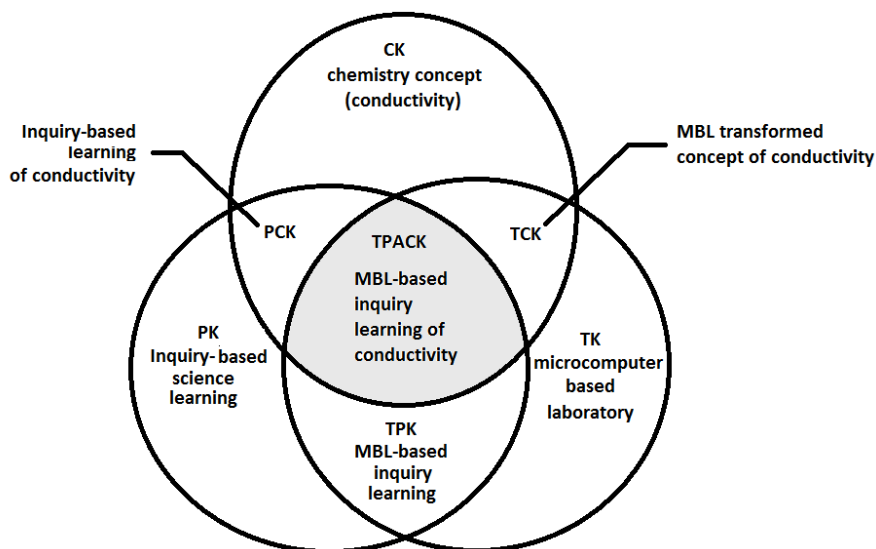 CK
chemistry concept
(conductivity)
Inquiry-based
learning
of conductivity
MBL transformed
concept of conductivity
PCK
TPACK
MBL-based
inquiry
learning of
conductivity
TCK
PK
Inquiry-based
science
learning
TK
microcomputer
based
laboratory
TPK
MBL-based
inquiry
learning